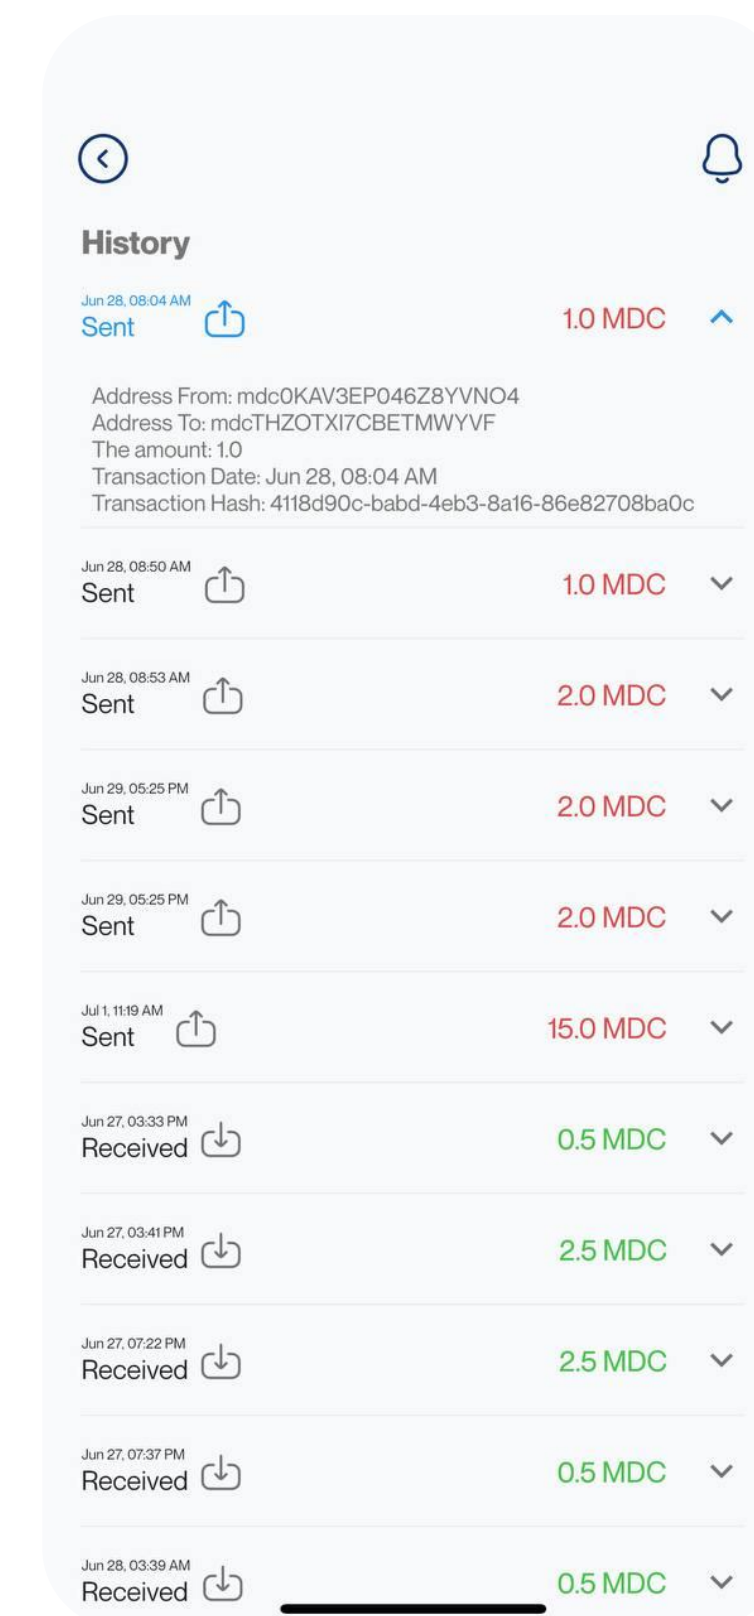 History
Jun 28, 08:04 AM
Sent
1.0 MDC
Address From: mdc0KAV3EP046Z8YVNO4
Address To: mdcTHZOTXI7CBETMWYVF
The amount: 1.0
Transaction Date: Jun 28, 08:04 AM
Transaction Hash: 4118d90c-babd-4eb3-8a16-86e82708ba0c
Jun 28, 08:50 AM
Sent
1.0 MDC
Jun 28, 08:53 AM
Sent
2.0 MDC
Jun 29, 05:25 PM
Sent
2.0 MDC
Jun 29, 05:25 PM
Sent
2.0 MDC
Jul 1, 11:19 AM
Sent
15.0 MDC
Jun 27, 03:33 PM
Received
0.5 MDC
Jun 27, 03:41 PM
Received
2.5 MDC
Jun 27, 07:22 PM
Received
2.5 MDC
Jun 27, 07:37 PM
Received
0.5 MDC
Jun 28, 03:39 AM
Received
0.5 MDC